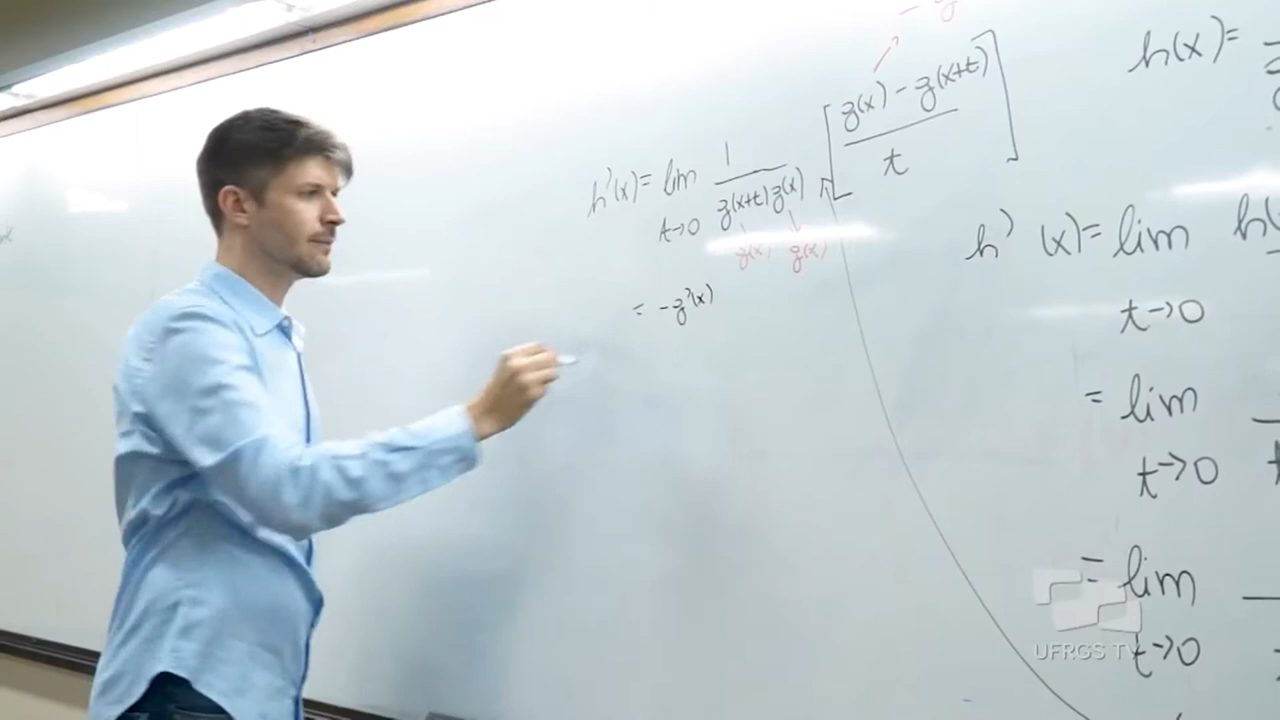 h'(x) = lim 1 / g(x+t)g(x) [ g(x) - g(x+t) / t ]
t→0
g(x) g(x)
= -g'(x)
h(x) =
h'(x) = lim
t→0
= lim
t→0
= lim
t→0
UFRGS TV